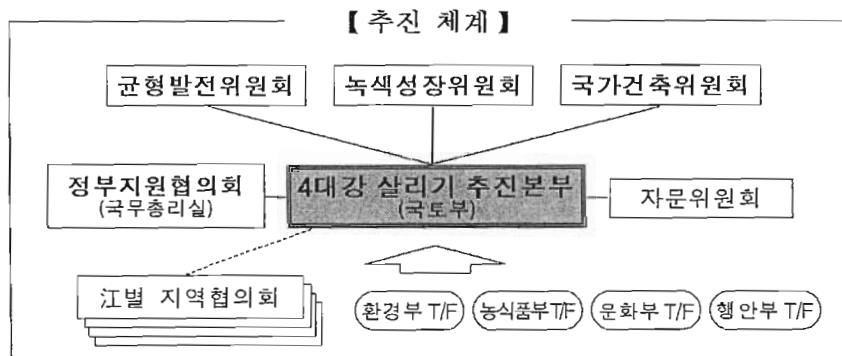 【추진 체계】
균형발전위원회
녹색성장위원회
국가건축위원회
정부지원협의회
(국무총리실)
4대강 살리기 추진본부
(국토부)
자문위원회
江별 지역협의회
환경부 T/F
농식품부T/F
문화부 T/F
행안부 T/F